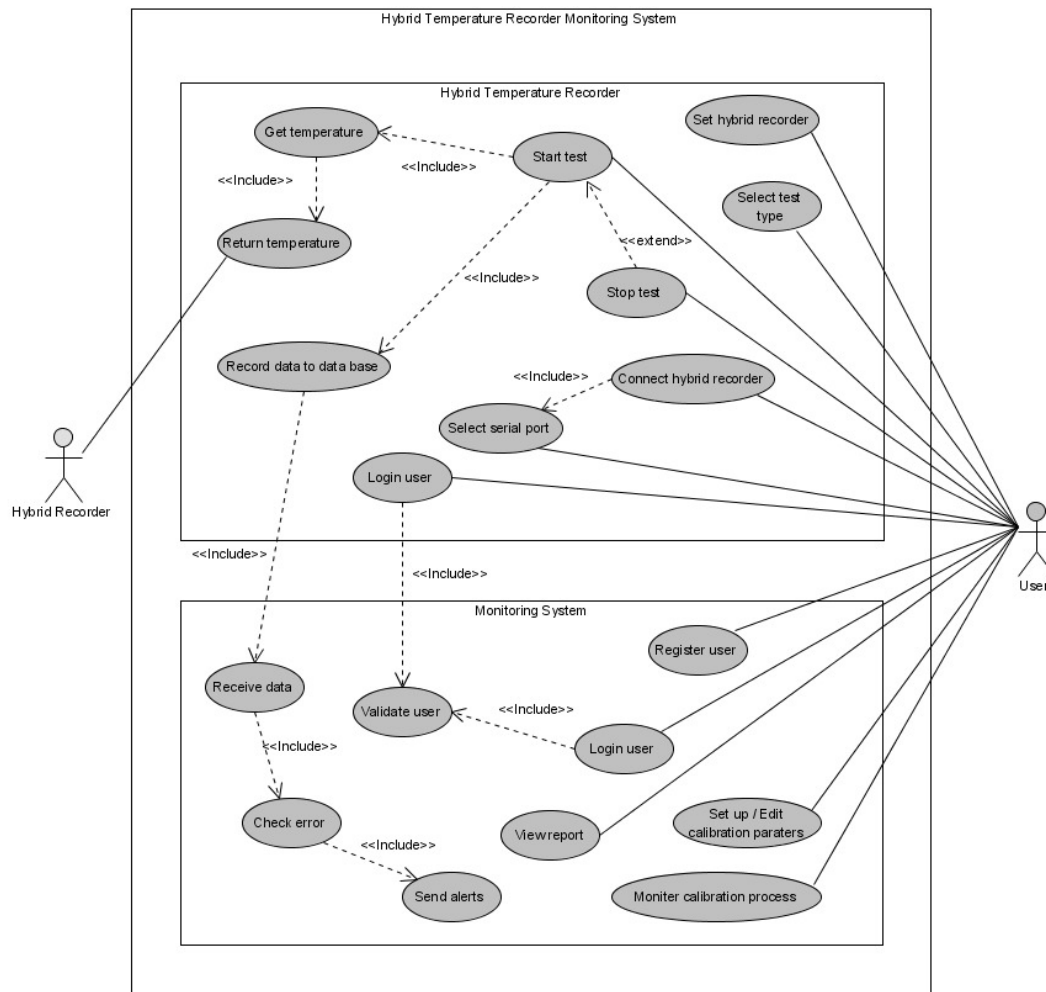 Hybrid Temperature Recorder Monitoring System
Hybrid Temperature Recorder
Get temperature
Set hybrid recorder
Start test
<<Include>>
<<Include>>
Select test
type
Return temperature
<<extend>>
<<Include>>
Stop test
Record data to data base
<<Include>>
Connect hybrid recorder
Select serial port
Login user
Hybrid Recorder
<<Include>>
<<Include>>
User
Monitoring System
Register user
Receive data
Validate user
<<Include>>
<<Include>>
Login user
Check error
View report
Set up / Edit
calibration paraters
<<Include>>
Send alerts
Moniter calibration process